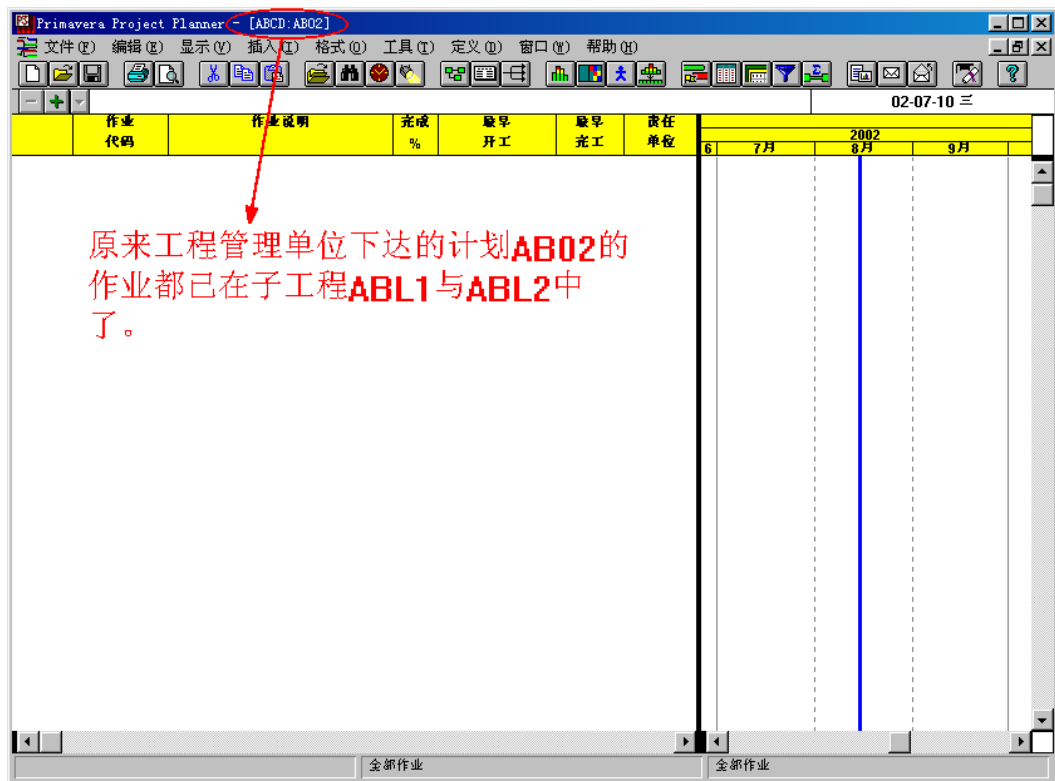 Primavera Project Planner - [ABCD:AB02]
文件(F) 编辑(E) 显示(V) 插入(I) 格式(O) 工具(T) 定义(D) 窗口(W) 帮助(H)
02-07-10 三
作业 作业说明 完成 最早 最早 责任
代码 % 开工 完工 单位
2002
6 7月 8月 9月
原来工程管理单位下达的计划AB02的
作业都已在子工程ABL1与ABL2中
了。
全部作业 全部作业